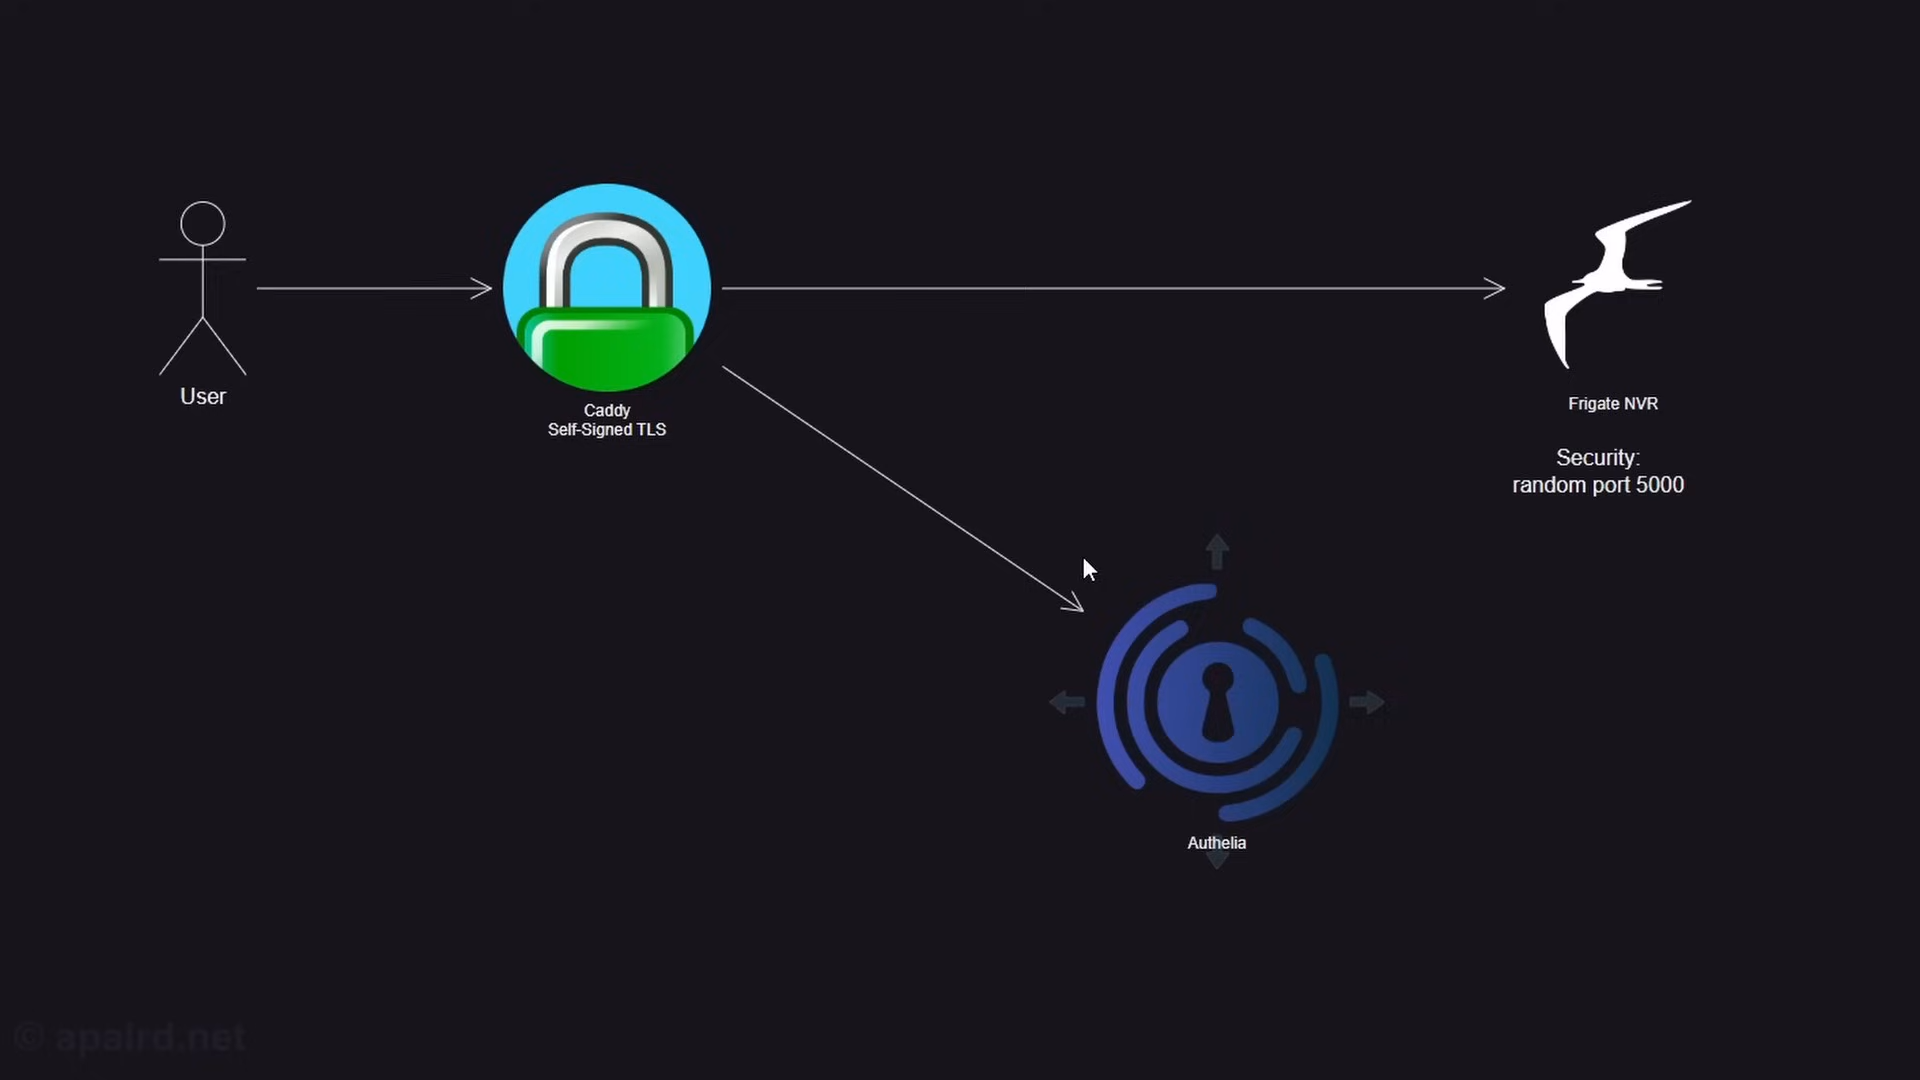 User
Caddy
Self-Signed TLS
Frigate NVR
Security:
random port 5000
Authelia
© apalrd.net